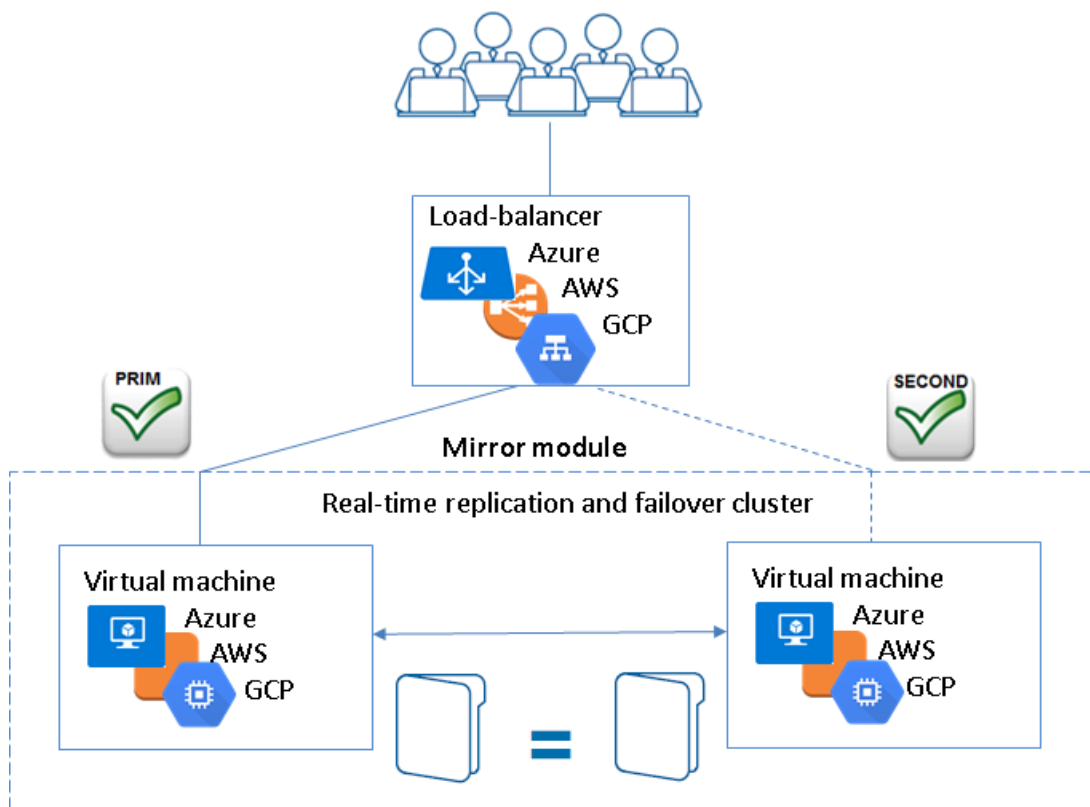 Load-balancer
Azure
AWS
GCP
PRIM
SECOND
Mirror module
Real-time replication and failover cluster
Virtual machine
Azure
AWS
GCP
Virtual machine
Azure
AWS
GCP
=